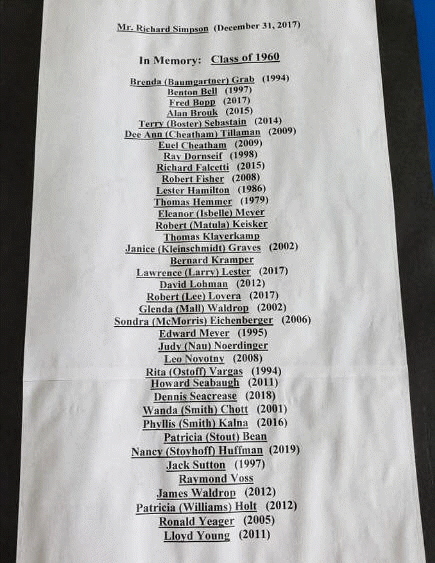 Mr. Richard Simpson (December 31, 2017)
In Memory: Class of 1960
Brenda (Baumgartner) Grab (1994)
Benton Bell (1997)
Fred Bopp (2017)
Alan Brouk (2015)
Terry (Boster) Sebastain (2014)
Dee Ann (Cheatham) Tillaman (2009)
Euel Cheatham (2009)
Ray Dornseif (1998)
Richard Falcetti (2015)
Robert Fisher (2008)
Lester Hamilton (1986)
Thomas Hemmer (1979)
Eleanor (Isbelle) Meyer
Robert (Matula) Keisker
Thomas Klaverkamp
Janice (Kleinschmidt) Graves (2002)
Bernard Kramper
Lawrence (Larry) Lester (2017)
David Lohman (2012)
Robert (Lee) Lovera (2017)
Glenda (Mall) Waldrop (2002)
Sondra (McMorris) Eichenberger (2006)
Edward Meyer (1995)
Judy (Nau) Noerdinger
Leo Novotny (2008)
Rita (Ostoff) Vargas (1994)
Howard Seabaugh (2011)
Dennis Seacrease (2018)
Wanda (Smith) Chott (2001)
Phyllis (Smith) Kalna (2016)
Patricia (Stout) Bean
Nancy (Stoyhoff) Huffman (2019)
Jack Sutton (1997)
Raymond Voss
James Waldrop (2012)
Patricia (Williams) Holt (2012)
Ronald Yeager (2005)
Lloyd Young (2011)